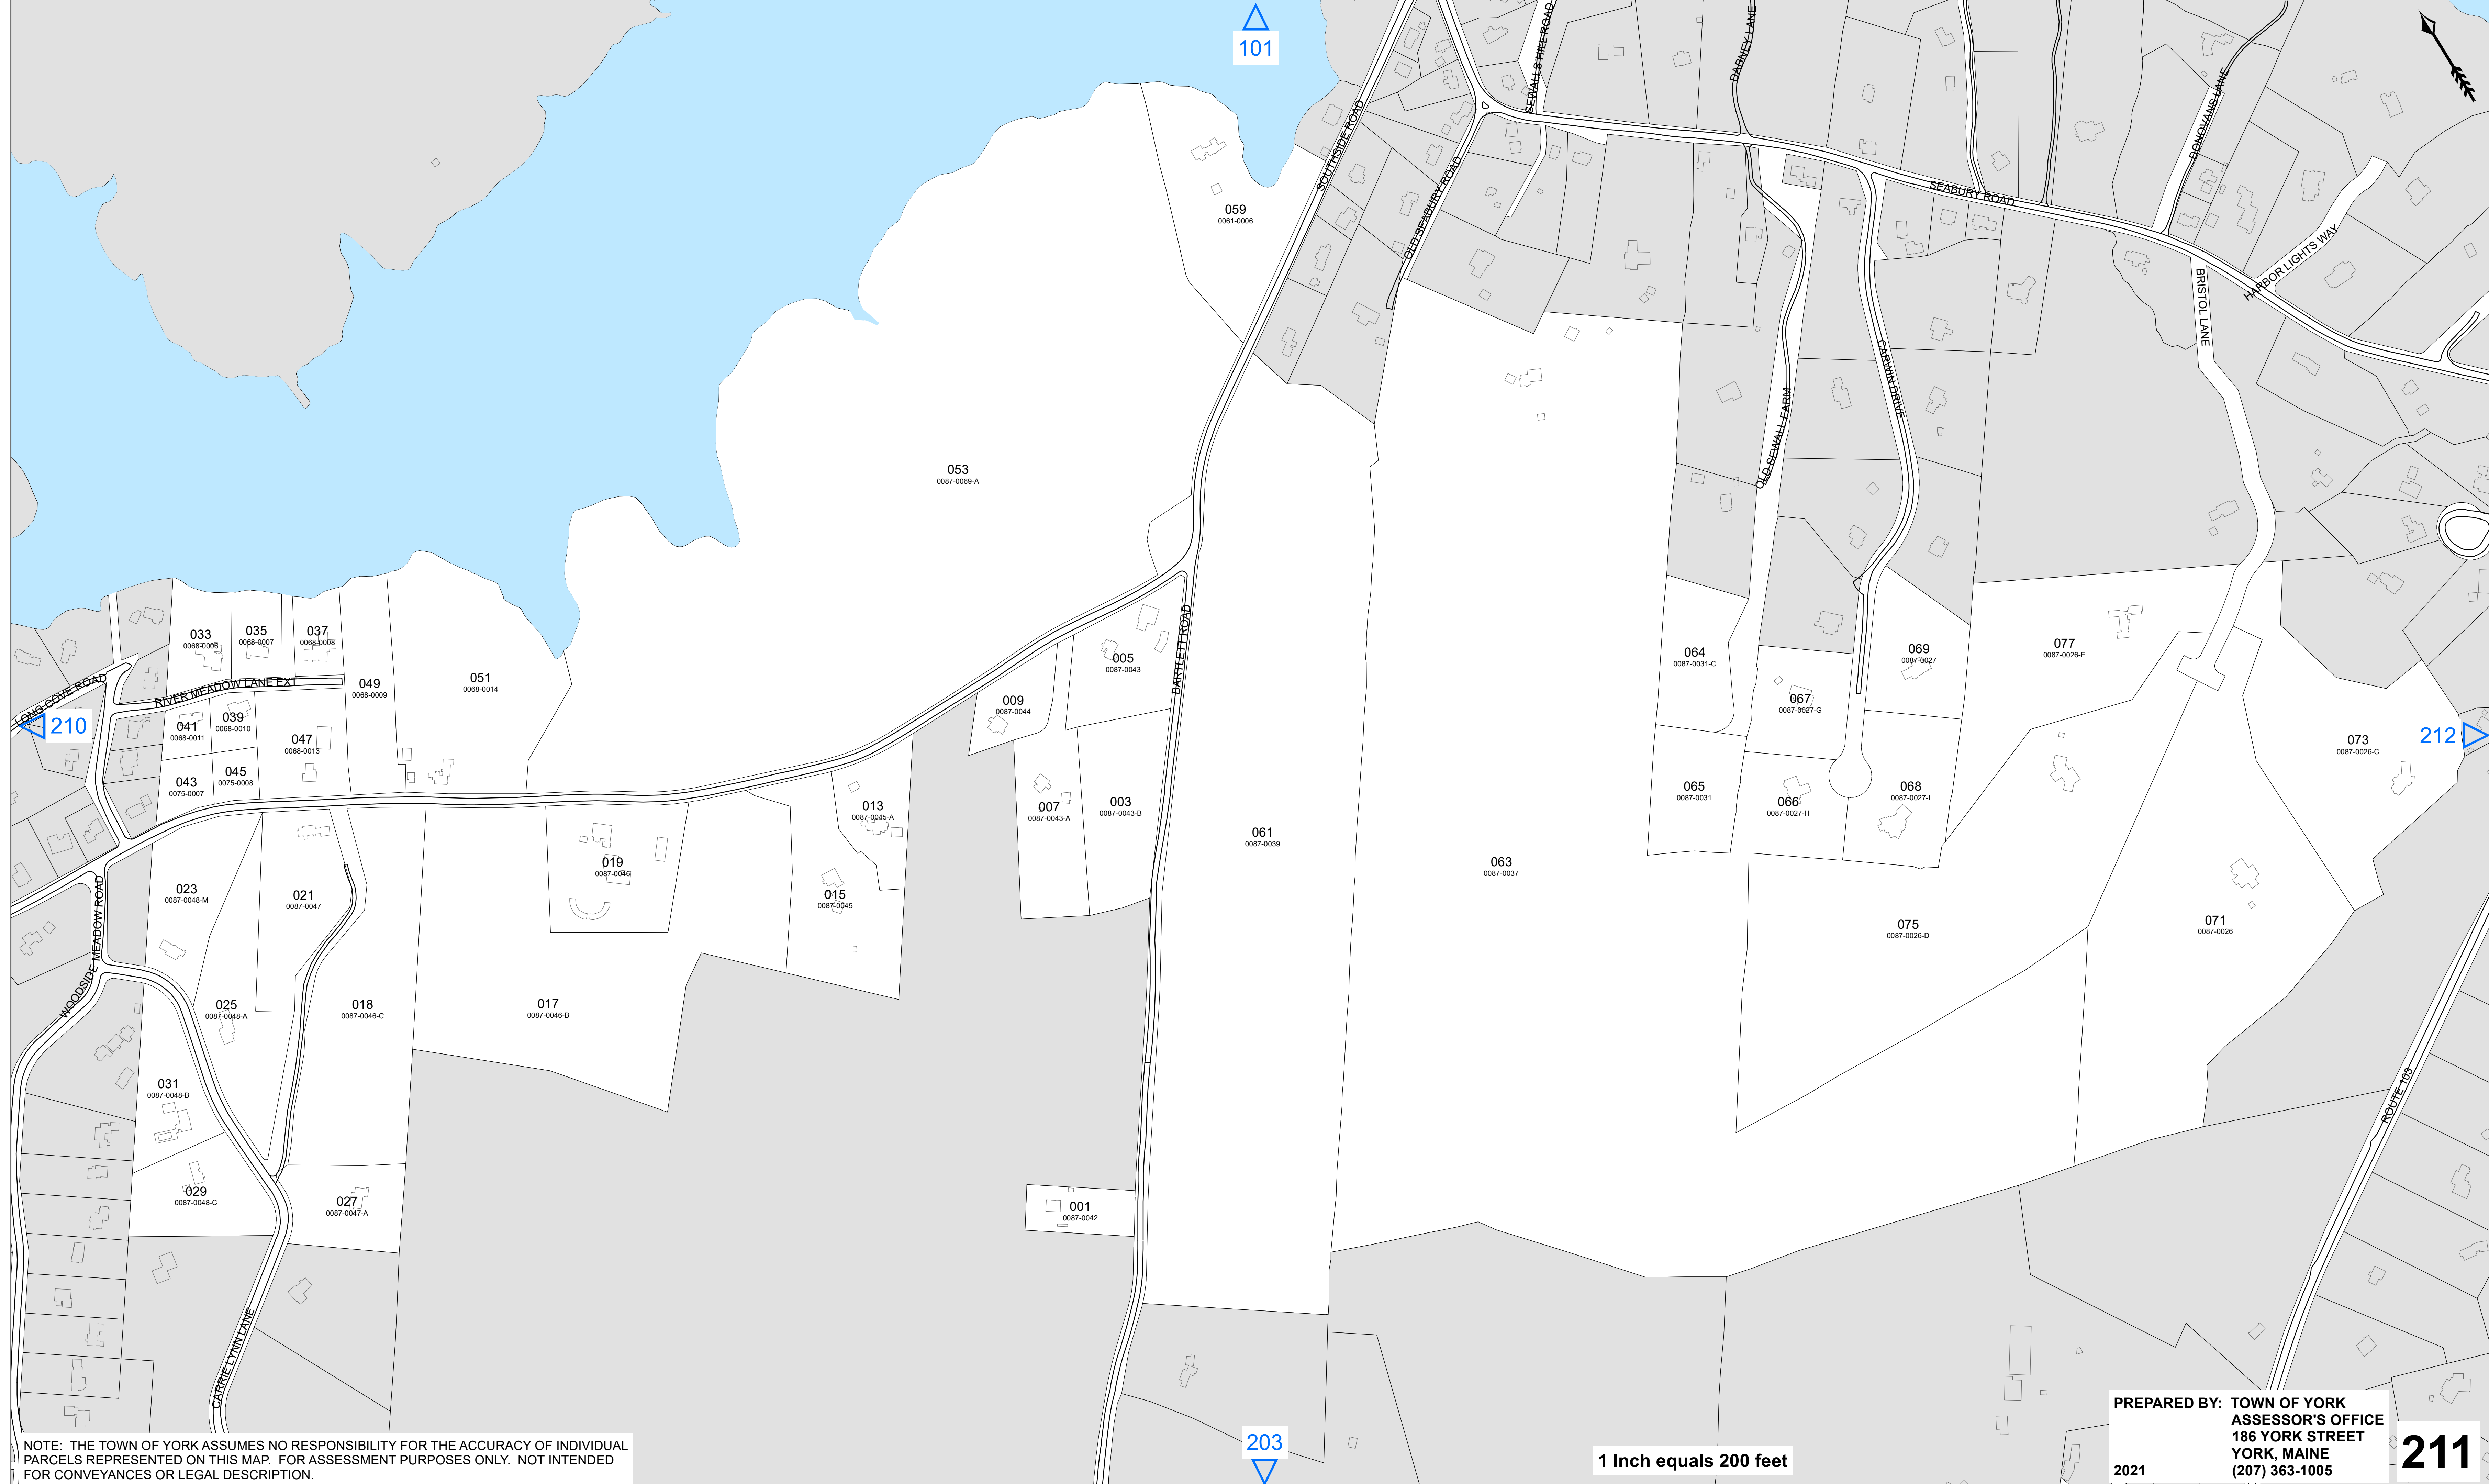 101
SOUTHSIDE ROAD
OLD SEABURY ROAD
SEWALLS HILL ROAD
DABNEY LANE
DONOVANS LANE
SEABURY ROAD
HARBOR LIGHTS WAY
BRISTOL LANE
CARWIN DRIVE
OLD SEWALL FARM
059
0061-0006
053
0087-0069-A
033
0068-0006
035
0068-0007
037
0068-0008
049
0068-0009
051
0068-0014
LONG COVE ROAD
RIVER MEADOW LANE EXT
210
041
0068-0011
039
0068-0010
047
0068-0013
043
0075-0007
045
0075-0008
005
0087-0043
009
0087-0044
BARTLETT ROAD
007
0087-0043-A
003
0087-0043-B
013
0087-0045-A
015
0087-0045
019
0087-0046
061
0087-0039
063
0087-0037
064
0087-0031-C
065
0087-0031
067
0087-0027-G
066
0087-0027-H
069
0087-0027
068
0087-0027-I
077
0087-0026-E
073
0087-0026-C
212
075
0087-0026-D
071
0087-0026
023
0087-0048-M
021
0087-0047
WOODSIDE MEADOW ROAD
025
0087-0048-A
018
0087-0046-C
017
0087-0046-B
031
0087-0048-B
029
0087-0048-C
027
0087-0047-A
001
0087-0042
CARRIE LYNN LANE
ROUTE 103
203
NOTE: THE TOWN OF YORK ASSUMES NO RESPONSIBILITY FOR THE ACCURACY OF INDIVIDUAL
PARCELS REPRESENTED ON THIS MAP. FOR ASSESSMENT PURPOSES ONLY. NOT INTENDED
FOR CONVEYANCES OR LEGAL DESCRIPTION.
1 Inch equals 200 feet
PREPARED BY: TOWN OF YORK
ASSESSOR'S OFFICE
186 YORK STREET
YORK, MAINE
2021 (207) 363-1005
211